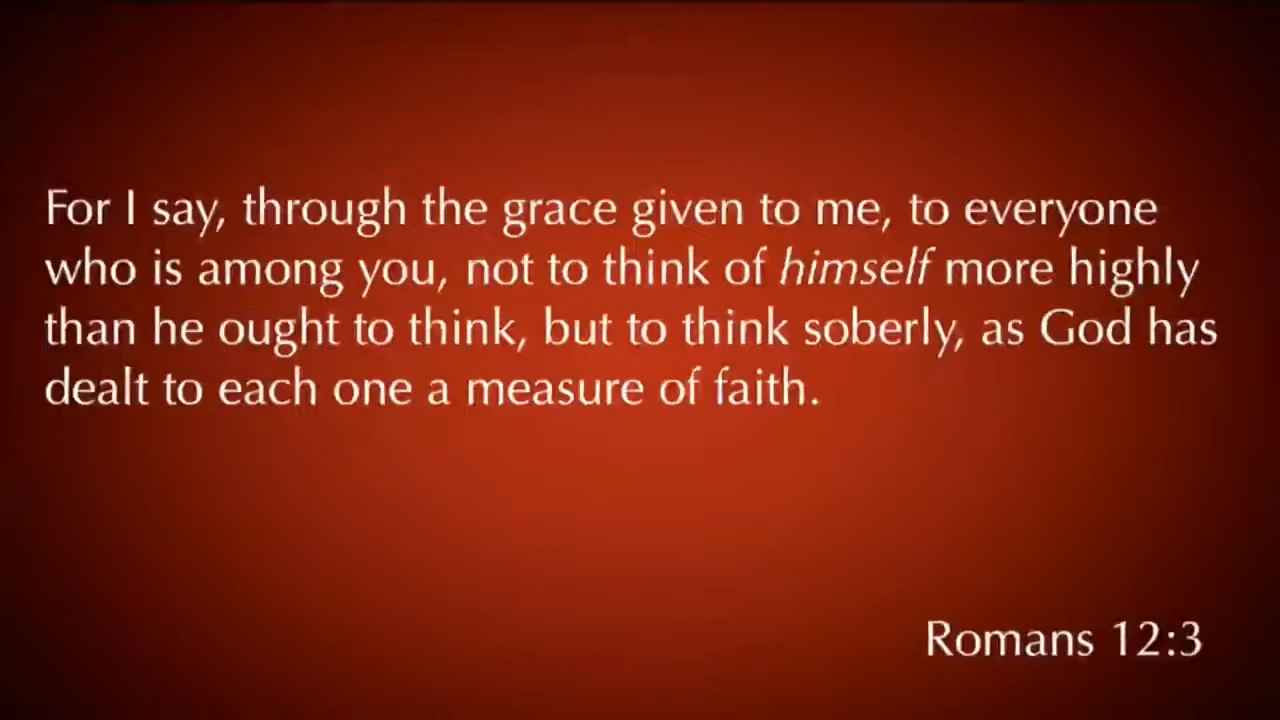 For I say, through the grace given to me, to everyone
who is among you, not to think of himself more highly
than he ought to think, but to think soberly, as God has
dealt to each one a measure of faith.
Romans 12:3